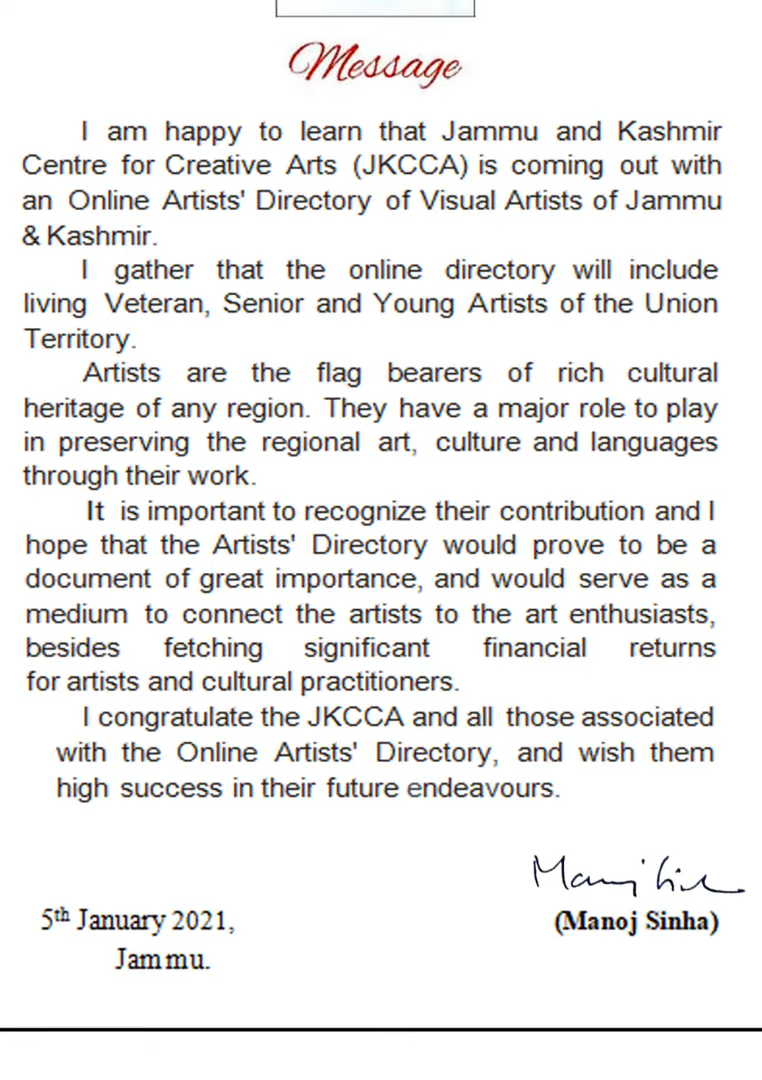 Message
I am happy to learn that Jammu and Kashmir
Centre for Creative Arts (JKCCA) is coming out with
an Online Artists' Directory of Visual Artists of Jammu
& Kashmir.
I gather that the online directory will include
living Veteran, Senior and Young Artists of the Union
Territory.
Artists are the flag bearers of rich cultural
heritage of any region. They have a major role to play
in preserving the regional art, culture and languages
through their work.
It is important to recognize their contribution and I
hope that the Artists' Directory would prove to be a
document of great importance, and would serve as a
medium to connect the artists to the art enthusiasts,
besides fetching significant financial returns
for artists and cultural practitioners.
I congratulate the JKCCA and all those associated
with the Online Artists' Directory, and wish them
high success in their future endeavours.
Manoj Sinha
5th January 2021,
(Manoj Sinha)
Jammu.